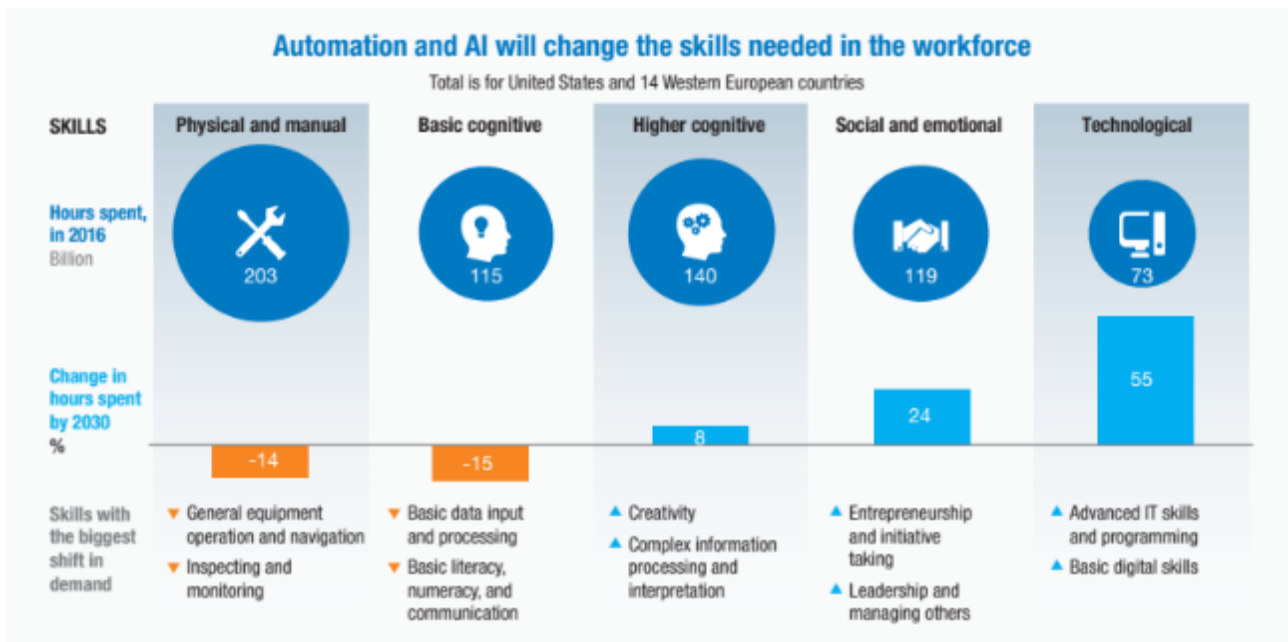 Automation and AI will change the skills needed in the workforce
Total is for United States and 14 Western European countries
SKILLS
Physical and manual
Basic cognitive
Higher cognitive
Social and emotional
Technological
Hours spent,
in 2016
Billion
203
115
140
119
73
Change in
hours spent
by 2030
%
-14
-15
8
24
55
Skills with
the biggest
shift in
demand
General equipment
operation and navigation
Inspecting and
monitoring
Basic data input
and processing
Basic literacy,
numeracy, and
communication
Creativity
Complex information
processing and
interpretation
Entrepreneurship
and initiative
taking
Leadership and
managing others
Advanced IT skills
and programming
Basic digital skills